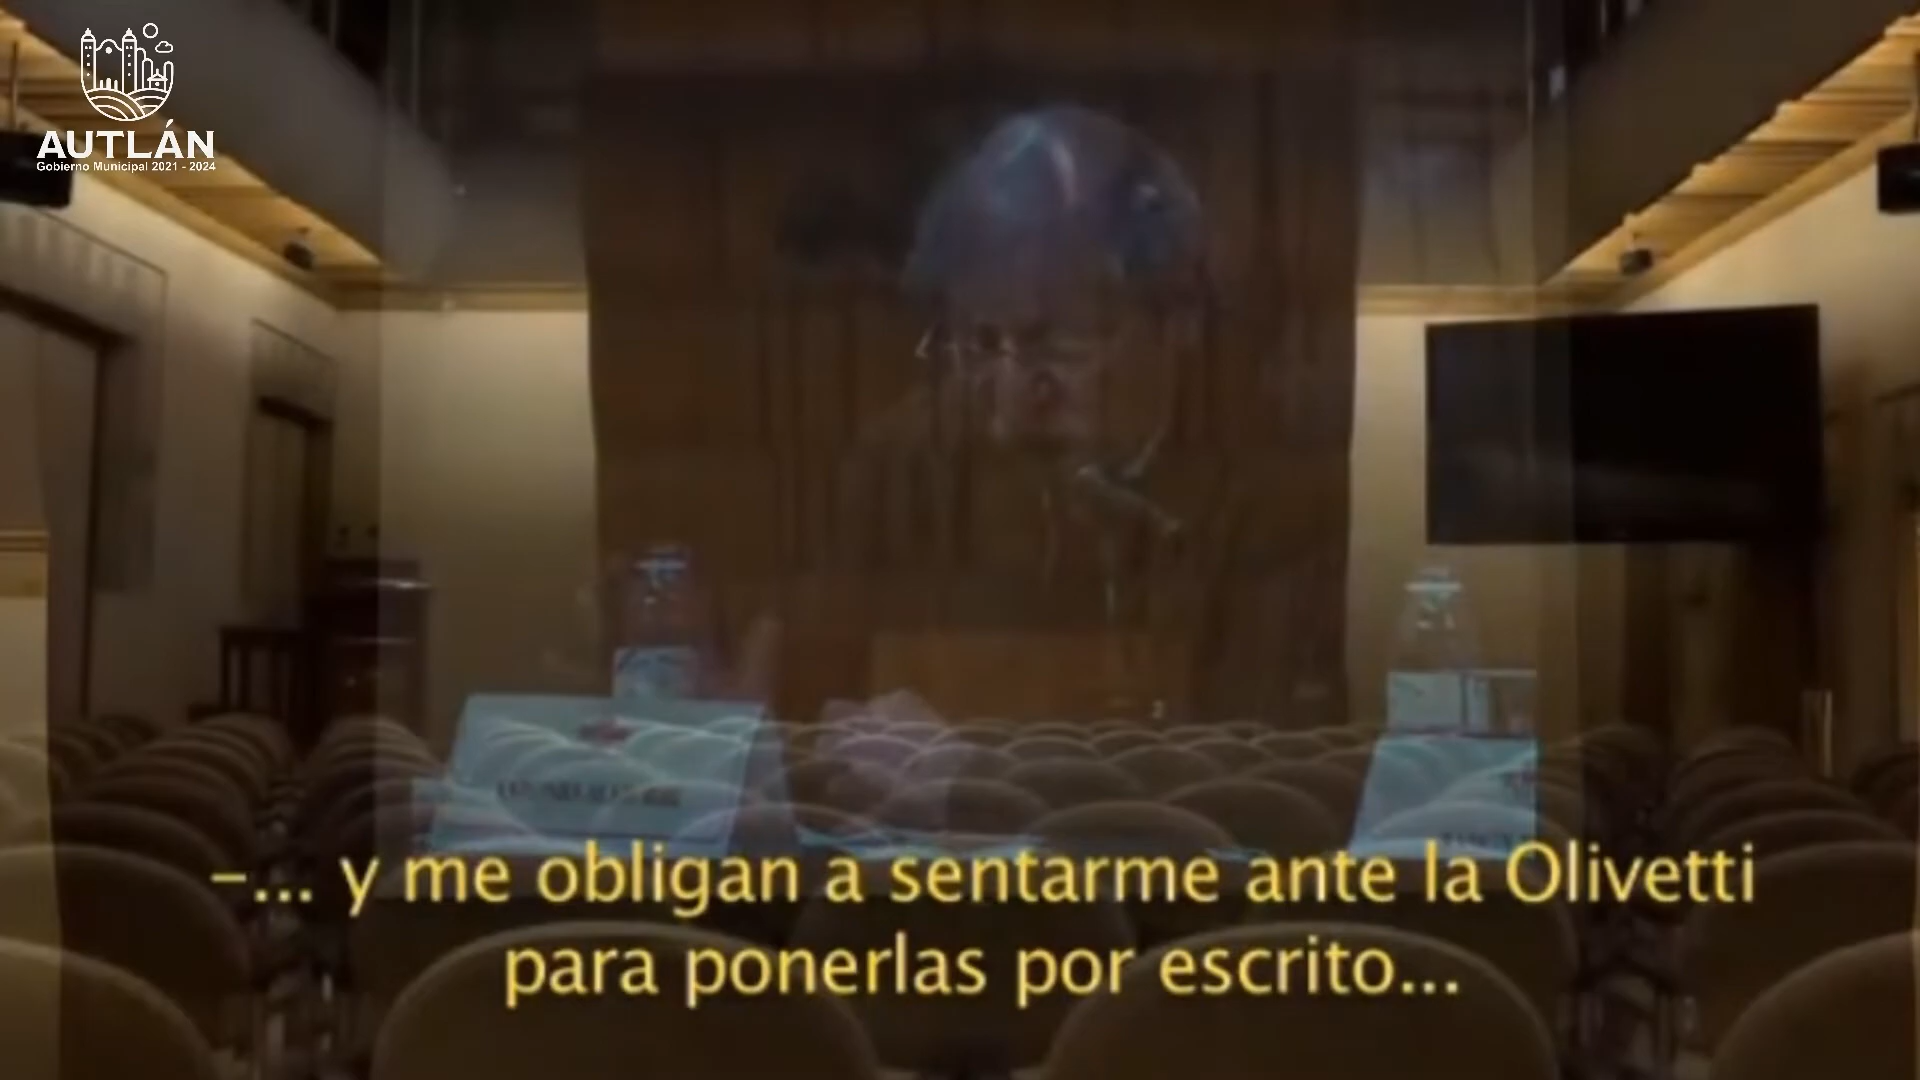 AUTLÁN
Gobierno Municipal 2021 - 2024
–... y me obligan a sentarme ante la Olivetti
para ponerlas por escrito...